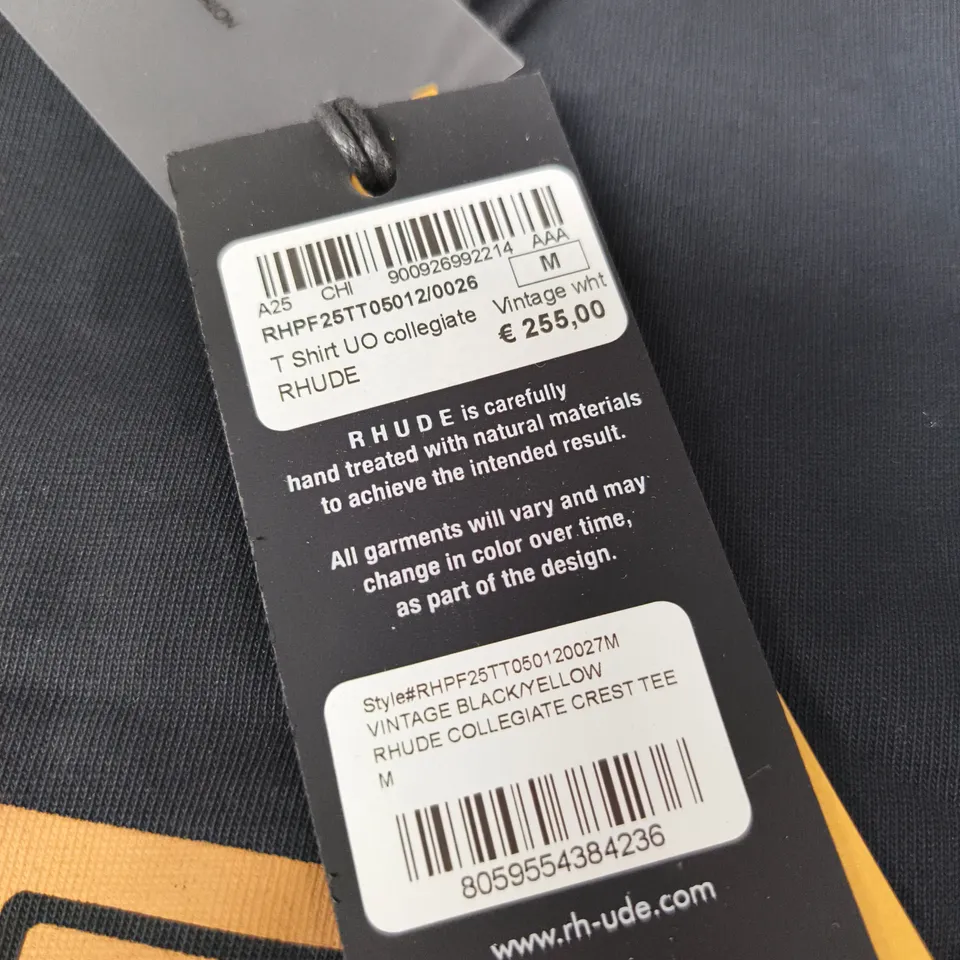 A25 CHI 900926992214 AAA
RHPF25TT05012/0026 M
T Shirt UO collegiate Vintage wht
RHUDE € 255,00
RHUDE is carefully
hand treated with natural materials
to achieve the intended result.
All garments will vary and may
change in color over time,
as part of the design.
Style#RHPF25TT050120027M
VINTAGE BLACK/YELLOW
RHUDE COLLEGIATE CREST TEE
M
8059554384236
www.rh-ude.com